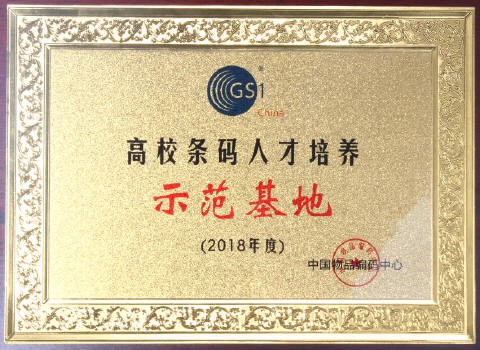 GS1
China
高校条码人才培养
示范基地
(2018年度)
中国物品编码中心